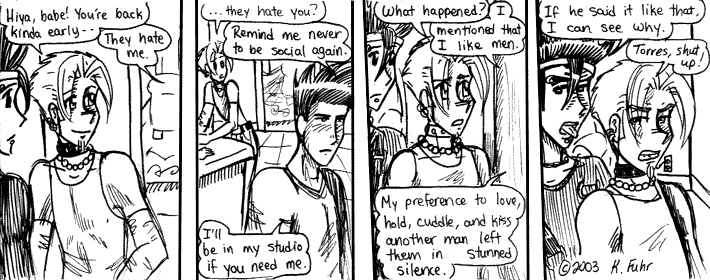 Hiya, babe! You're back
kinda early--
They hate
me.
...they hate you?
Remind me never
to be social again.
I'll
be in my studio
if you need me.
What happened?
I
mentioned that
I like men.
My preference to love,
hold, cuddle, and kiss
another man left
them in stunned
silence.
If he said it like that,
I can see why.
Torres, shut
up!
©2003 K. Fuhr